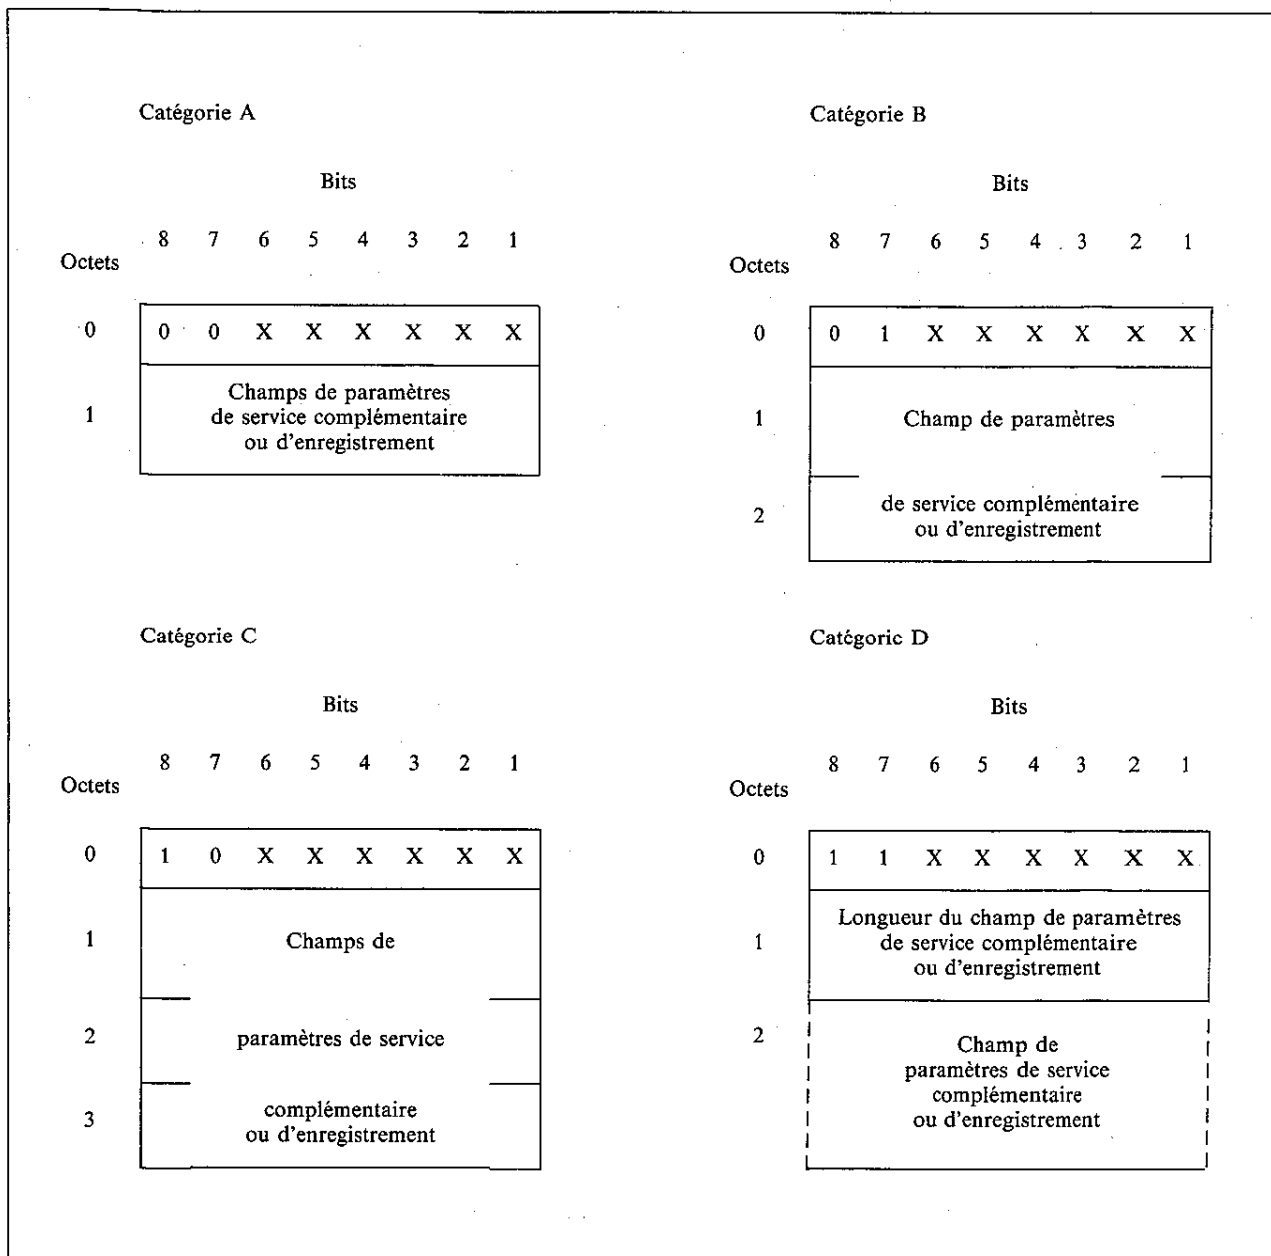 Catégorie A
Bits
8 7 6 5 4 3 2 1
Octets
0 0 0 X X X X X X
1
Champs de paramètres
de service complémentaire
ou d'enregistrement
Catégorie B
Bits
8 7 6 5 4 3 2 1
Octets
0 0 1 X X X X X X
1 Champ de paramètres
2
de service complémentaire
ou d'enregistrement
Catégorie C
Bits
8 7 6 5 4 3 2 1
Octets
0 1 0 X X X X X X
1 Champs de
2 paramètres de service
3
complémentaire
ou d'enregistrement
Catégorie D
Bits
8 7 6 5 4 3 2 1
Octets
0 1 1 X X X X X X
1
Longueur du champ de paramètres
de service complémentaire
ou d'enregistrement
2
Champ de
paramètres de service
complémentaire
ou d'enregistrement